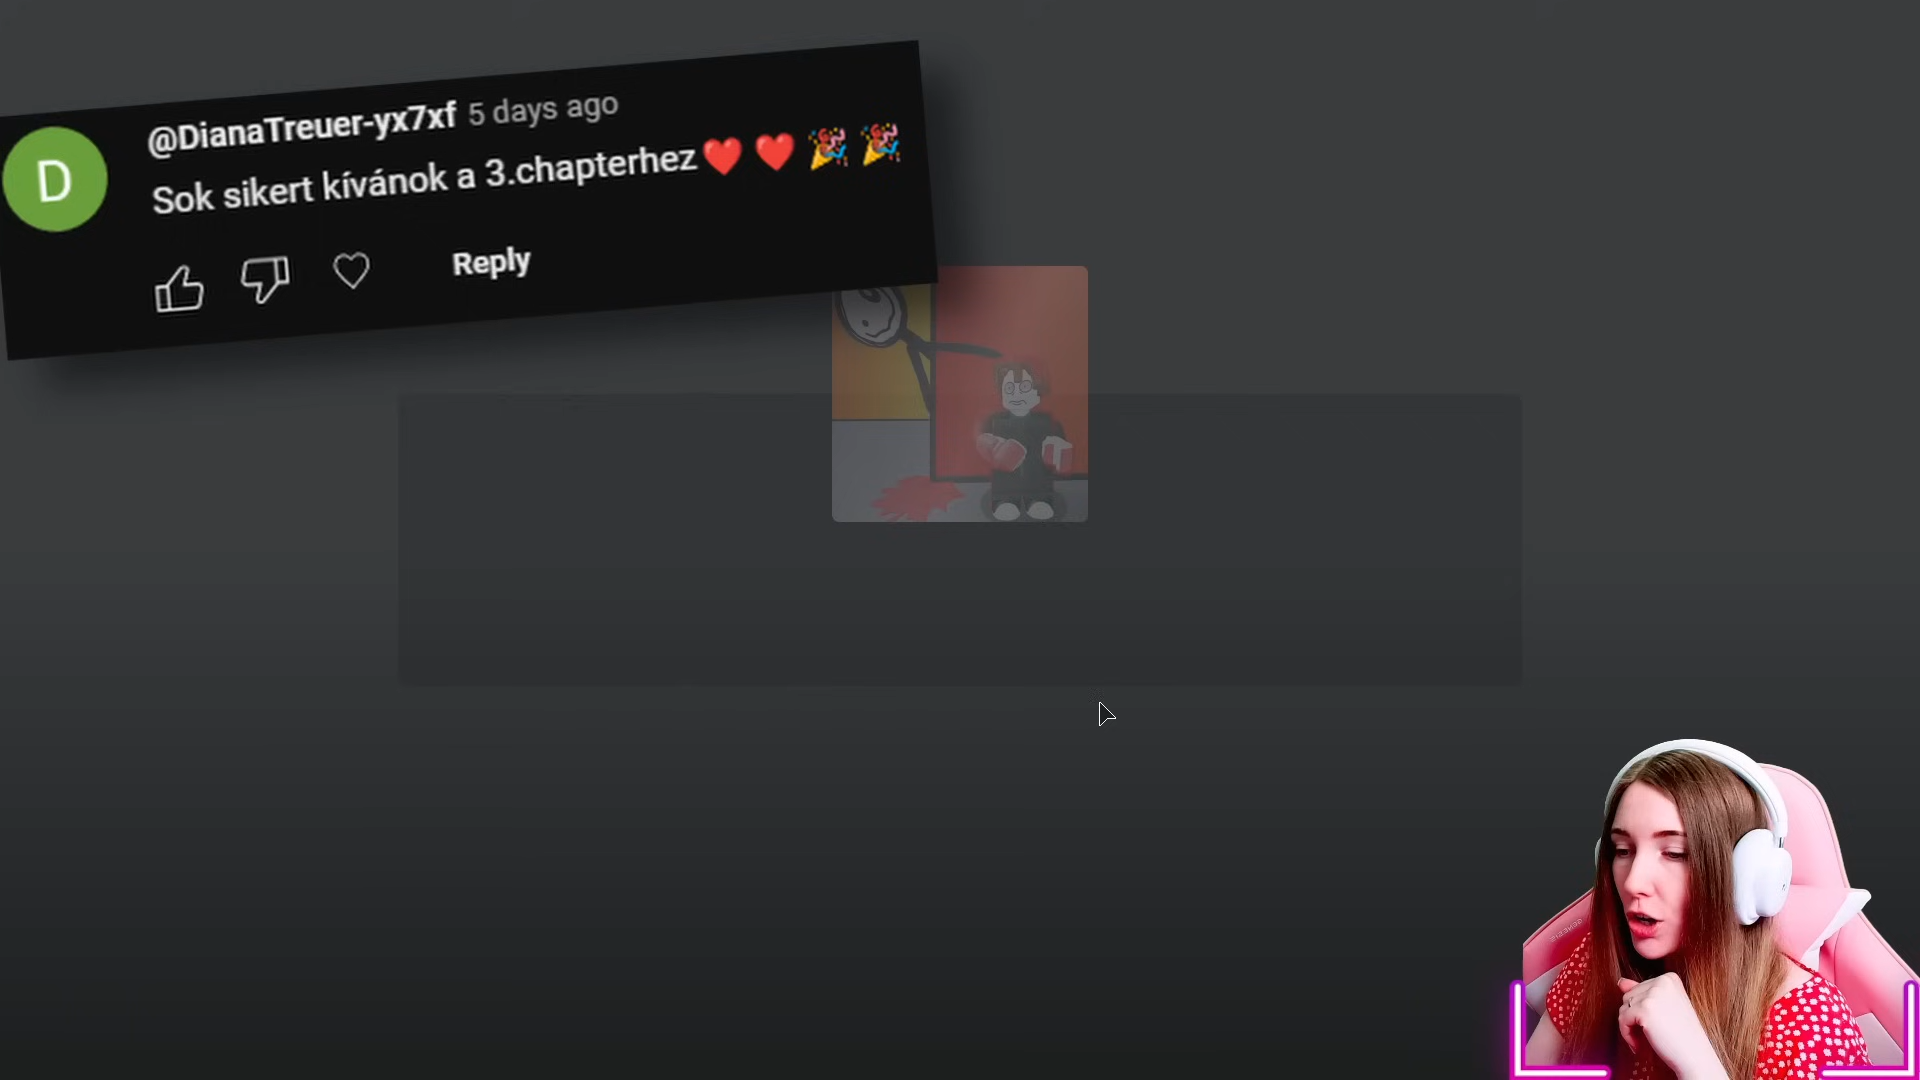 @DianaTreuer-yx7xf 5 days ago
D
Sok sikert kívánok a 3.chapterhez❤️❤️🎉🎉
Reply